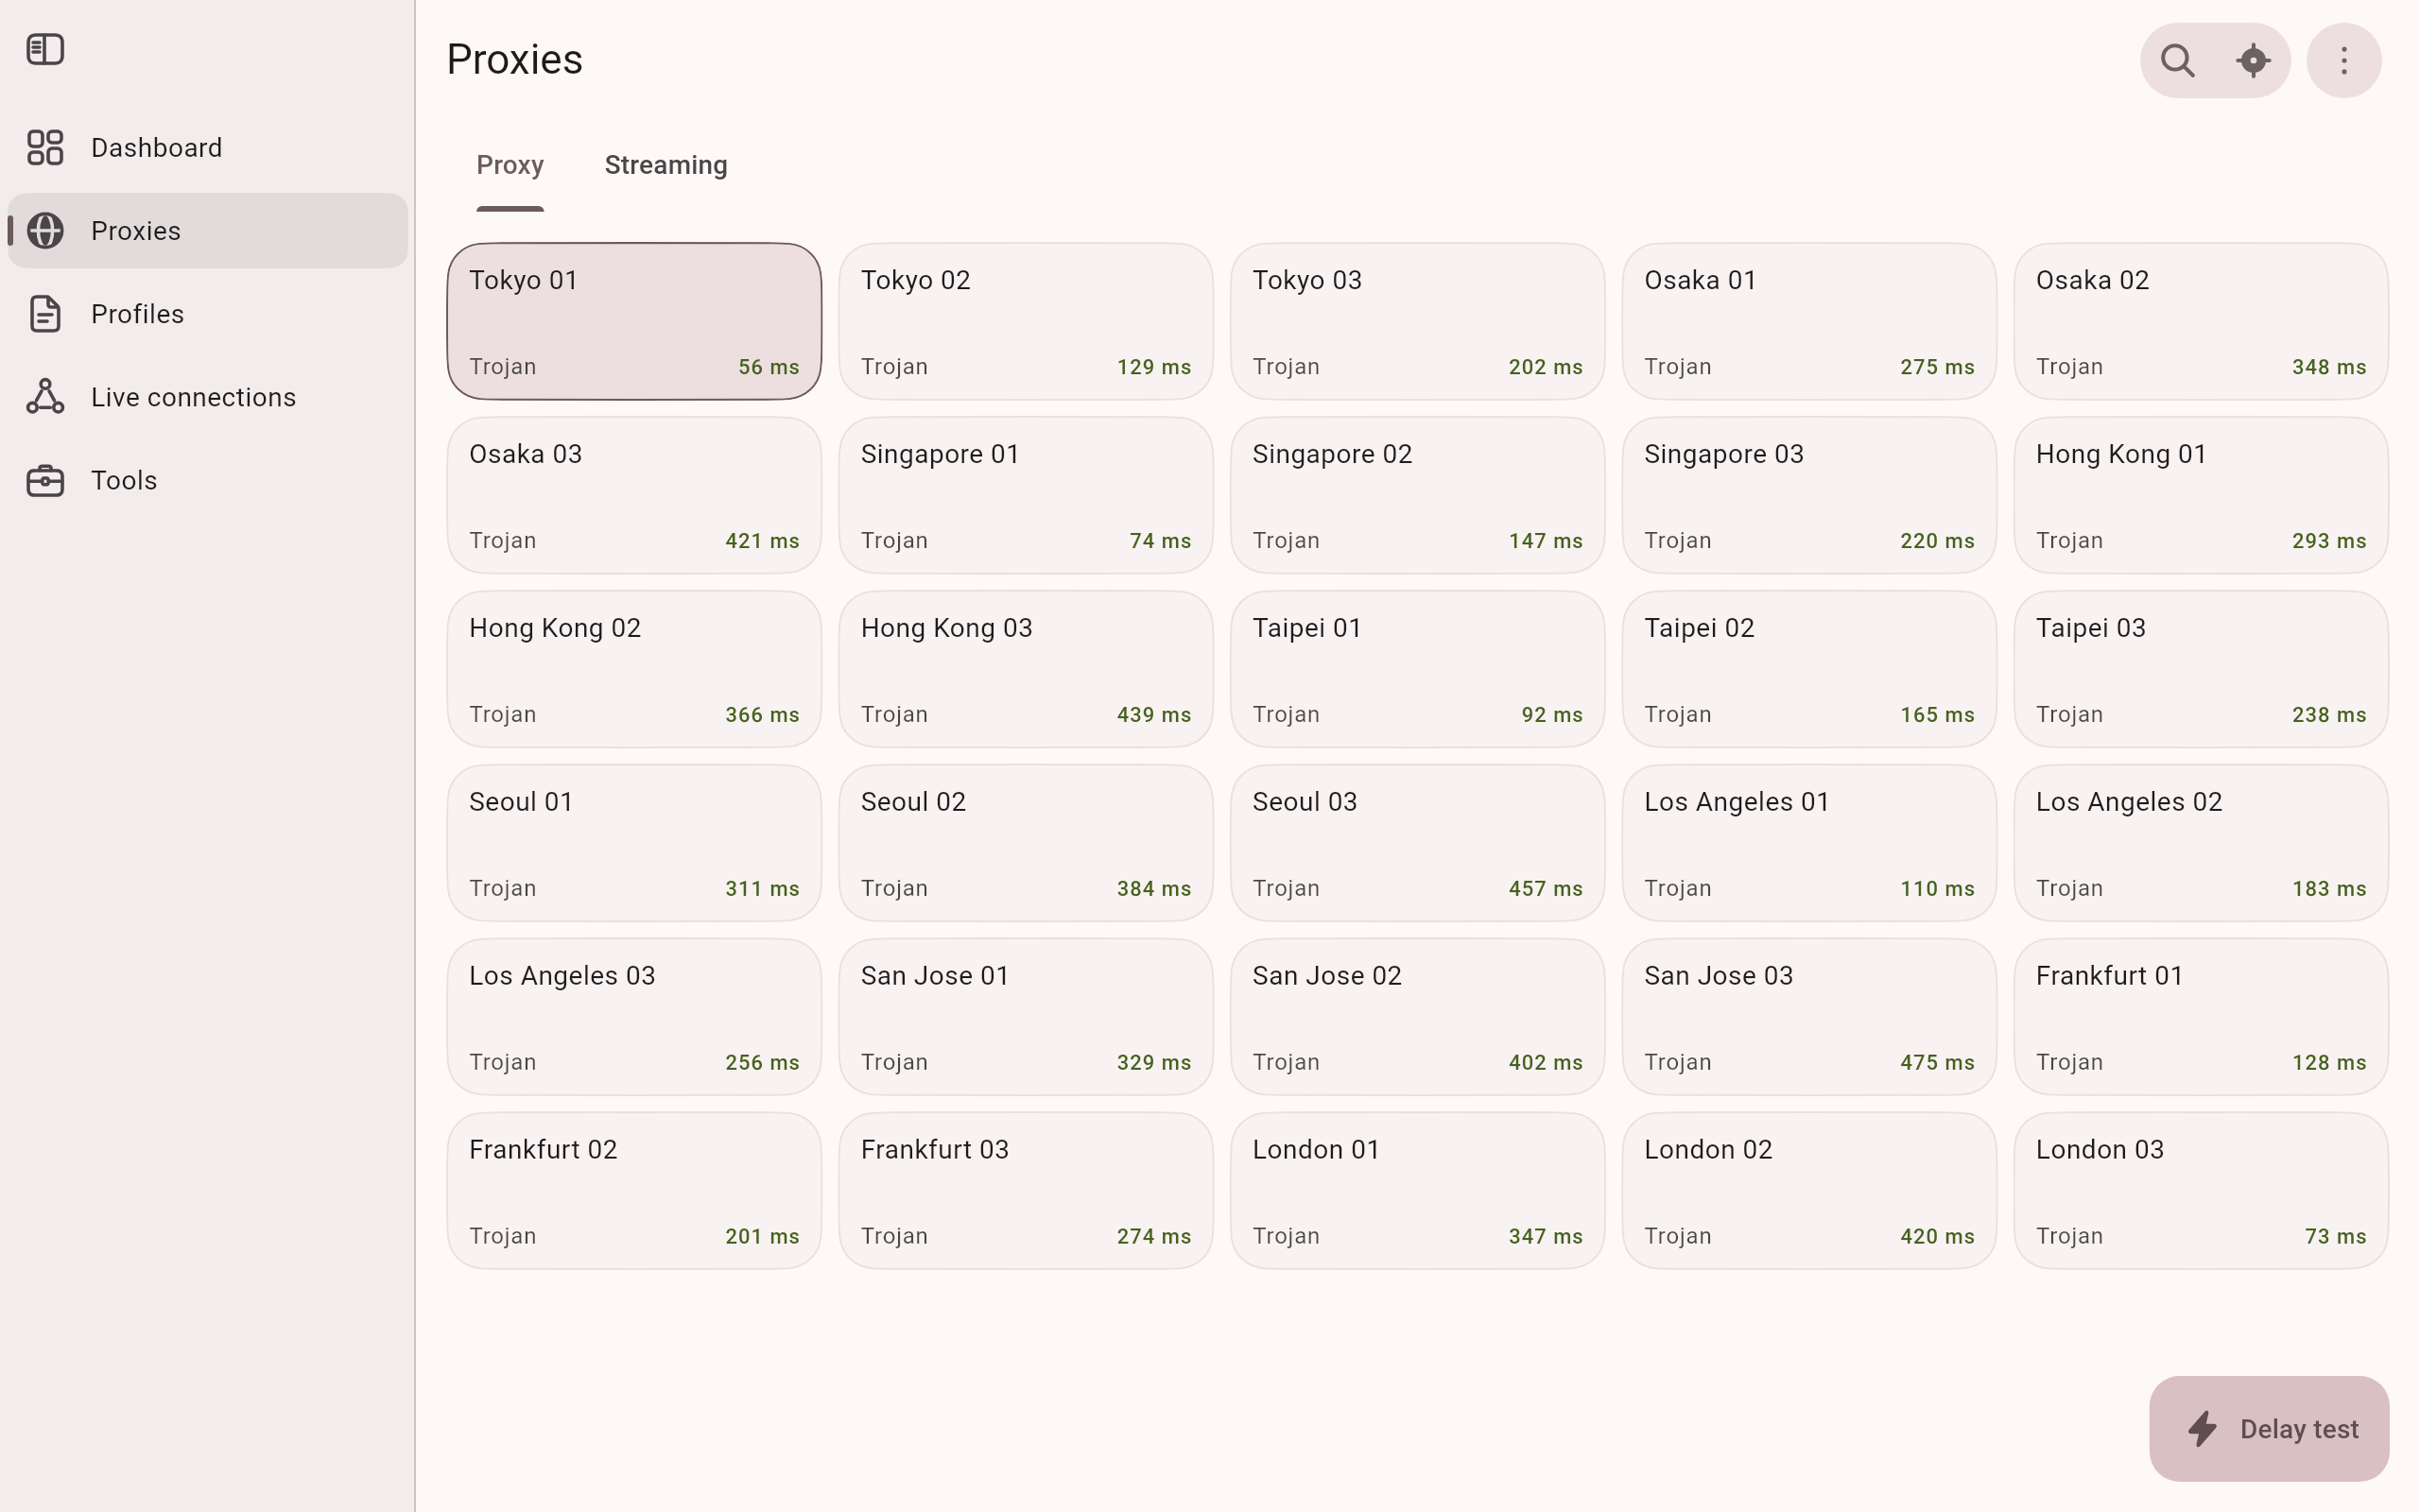 Dashboard
Proxies
Profiles
Live connections
Tools
Proxies
Proxy
Streaming
Tokyo 01
Trojan
56 ms
Tokyo 02
Trojan
129 ms
Tokyo 03
Trojan
202 ms
Osaka 01
Trojan
275 ms
Osaka 02
Trojan
348 ms
Osaka 03
Trojan
421 ms
Singapore 01
Trojan
74 ms
Singapore 02
Trojan
147 ms
Singapore 03
Trojan
220 ms
Hong Kong 01
Trojan
293 ms
Hong Kong 02
Trojan
366 ms
Hong Kong 03
Trojan
439 ms
Taipei 01
Trojan
92 ms
Taipei 02
Trojan
165 ms
Taipei 03
Trojan
238 ms
Seoul 01
Trojan
311 ms
Seoul 02
Trojan
384 ms
Seoul 03
Trojan
457 ms
Los Angeles 01
Trojan
110 ms
Los Angeles 02
Trojan
183 ms
Los Angeles 03
Trojan
256 ms
San Jose 01
Trojan
329 ms
San Jose 02
Trojan
402 ms
San Jose 03
Trojan
475 ms
Frankfurt 01
Trojan
128 ms
Frankfurt 02
Trojan
201 ms
Frankfurt 03
Trojan
274 ms
London 01
Trojan
347 ms
London 02
Trojan
420 ms
London 03
Trojan
73 ms
Delay test